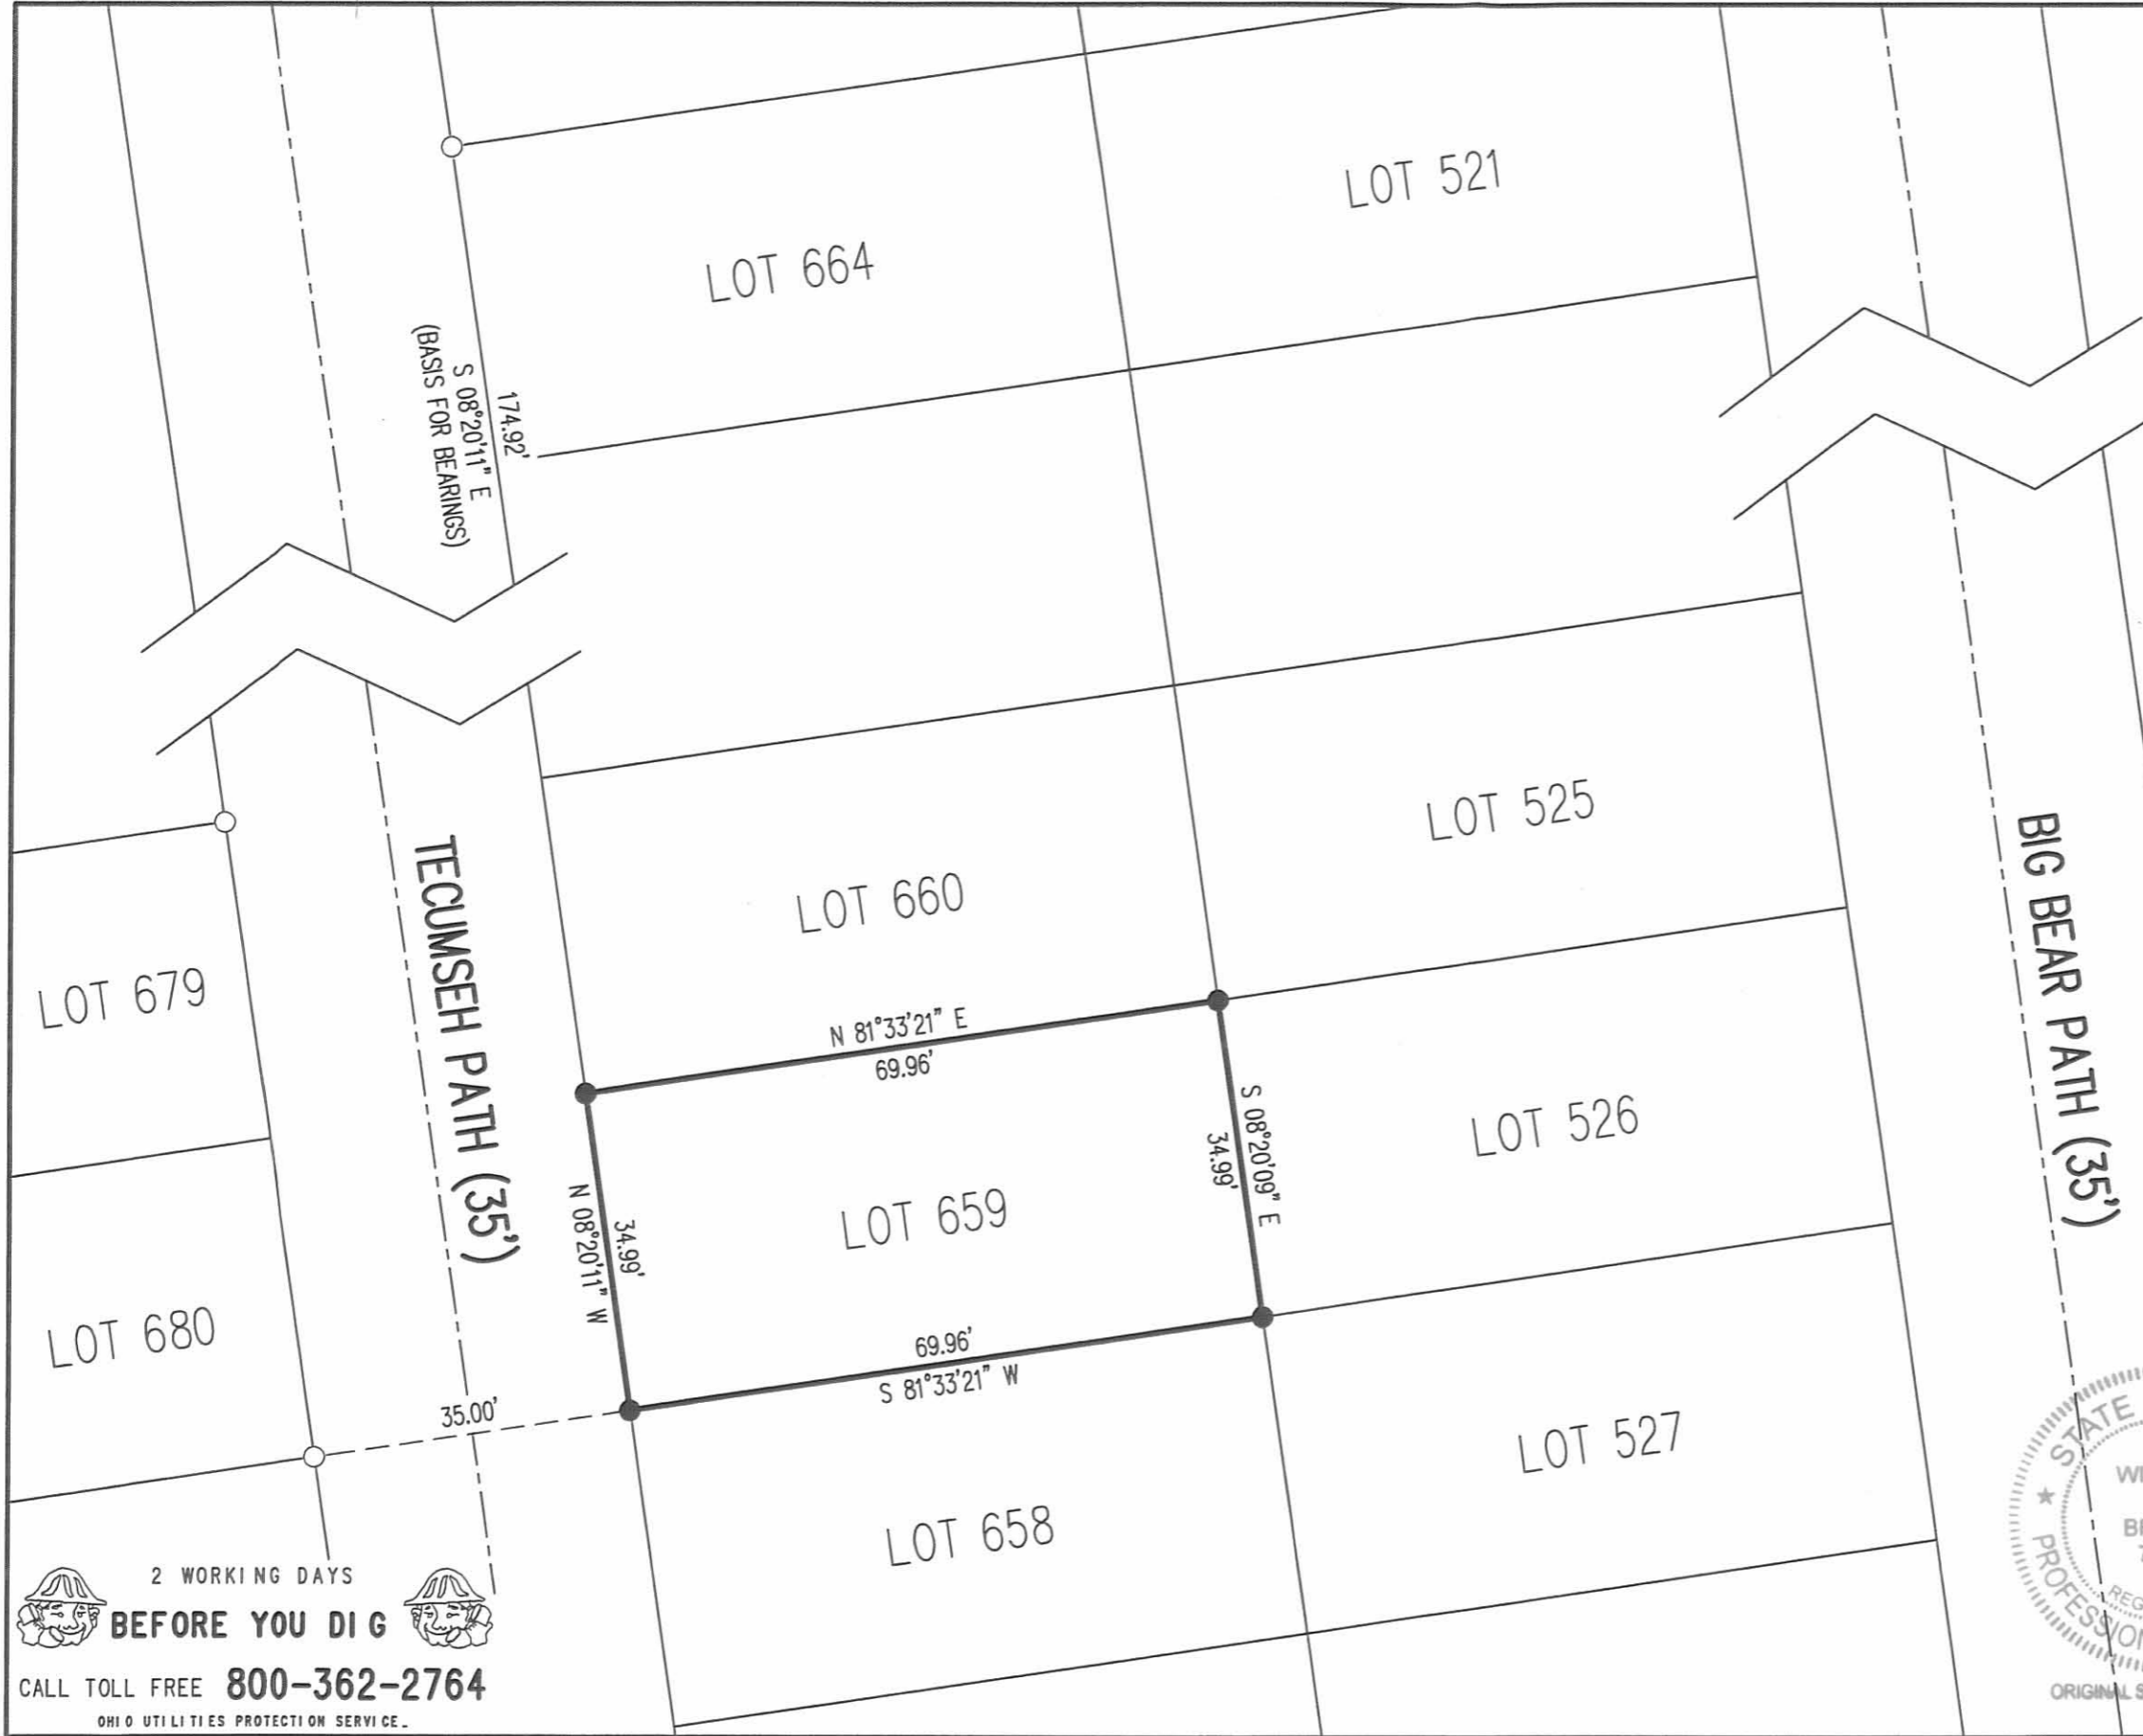 LOT 521
LOT 664
174.92'
S 08°20'11" E
(BASIS FOR BEARINGS)
LOT 525
BIG BEAR PATH (35')
TECUMSEH PATH (35')
LOT 660
LOT 679
N 81°33'21" E
69.96'
S 08°20'09" E
34.99'
LOT 526
LOT 659
34.99'
N 08°20'11" W
LOT 680
69.96'
S 81°33'21" W
35.00'
LOT 527
LOT 658
STATE
PROFESSION
ORIGINAL S
2 WORKING DAYS
BEFORE YOU DIG
CALL TOLL FREE 800-362-2764
OHIO UTILITIES PROTECTION SERVICE.